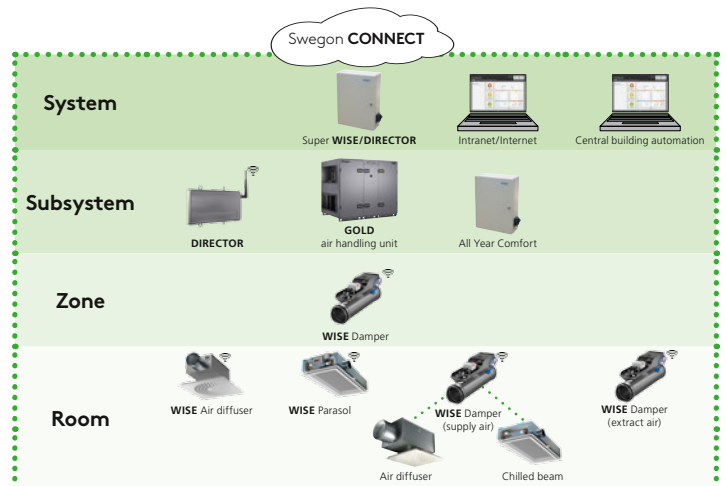 Swegon CONNECT
System
Super WISE/DIRECTOR
Intranet/Internet
Central building automation
Subsystem
DIRECTOR
GOLD
air handling unit
All Year Comfort
Zone
WISE Damper
Room
WISE Air diffuser
WISE Parasol
WISE Damper
(supply air)
WISE Damper
(extract air)
Air diffuser
Chilled beam